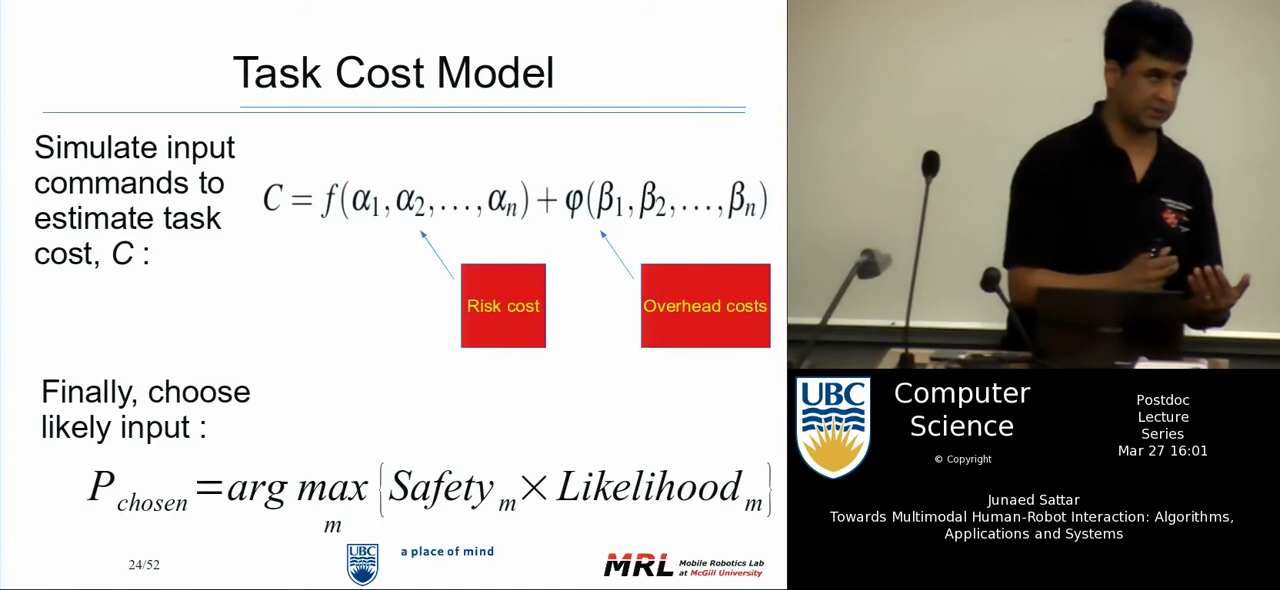 Task Cost Model
Simulate input
commands to
estimate task
cost, C :
C = f(α₁,α₂,...,αₙ)+φ(β₁,β₂,...,βₙ)
Risk cost
Overhead costs
Finally, choose
likely input :
P chosen = arg max m {Safety m × Likelihood m}
24/52
UBC
a place of mind
MRL
Mobile Robotics Lab
at McGill University
UBC
Computer
Science
© Copyright
Postdoc
Lecture
Series
Mar 27 16:01
Junaed Sattar
Towards Multimodal Human-Robot Interaction: Algorithms,
Applications and Systems